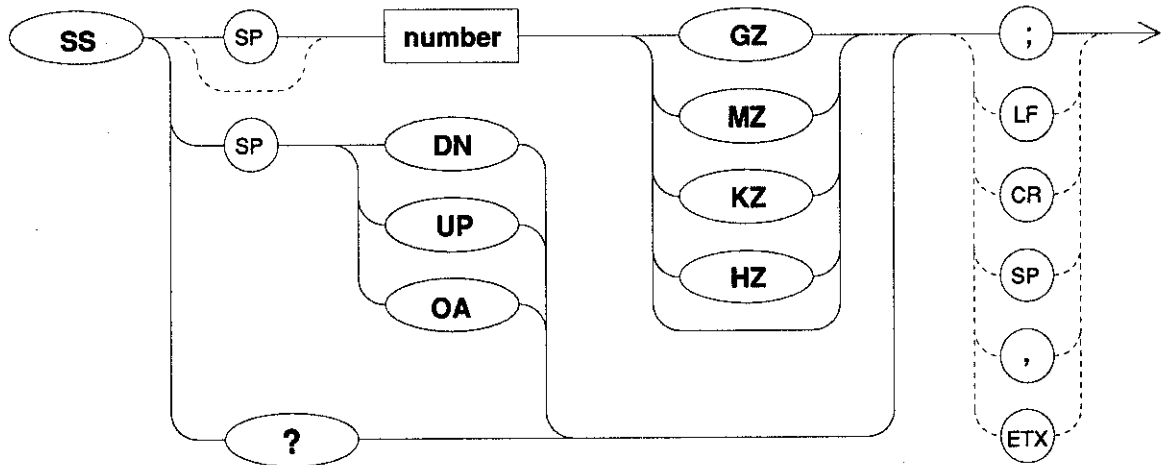 SS SP number GZ ;
MZ LF
SP DN
KZ CR
UP
HZ SP
OA
,
? ETX